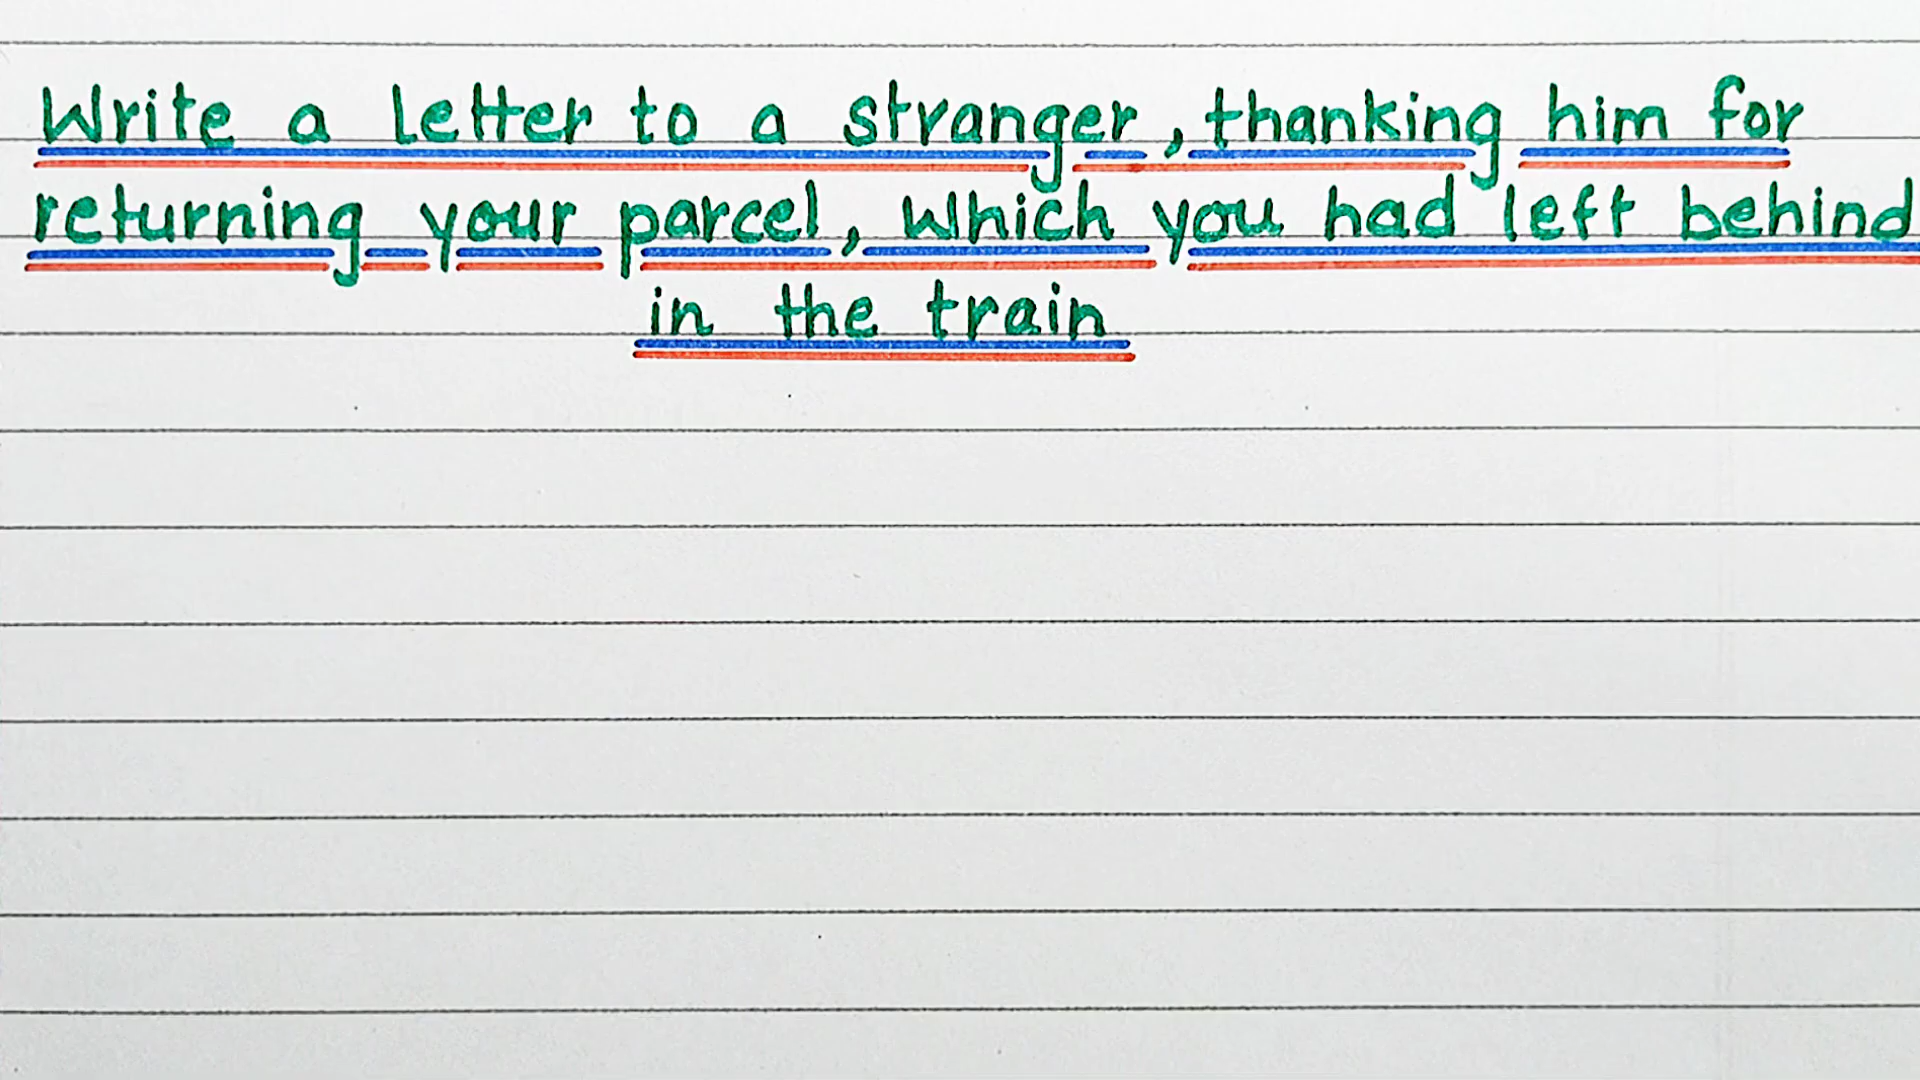 Write a letter to a stranger, thanking him for
returning your parcel, which you had left behind
in the train